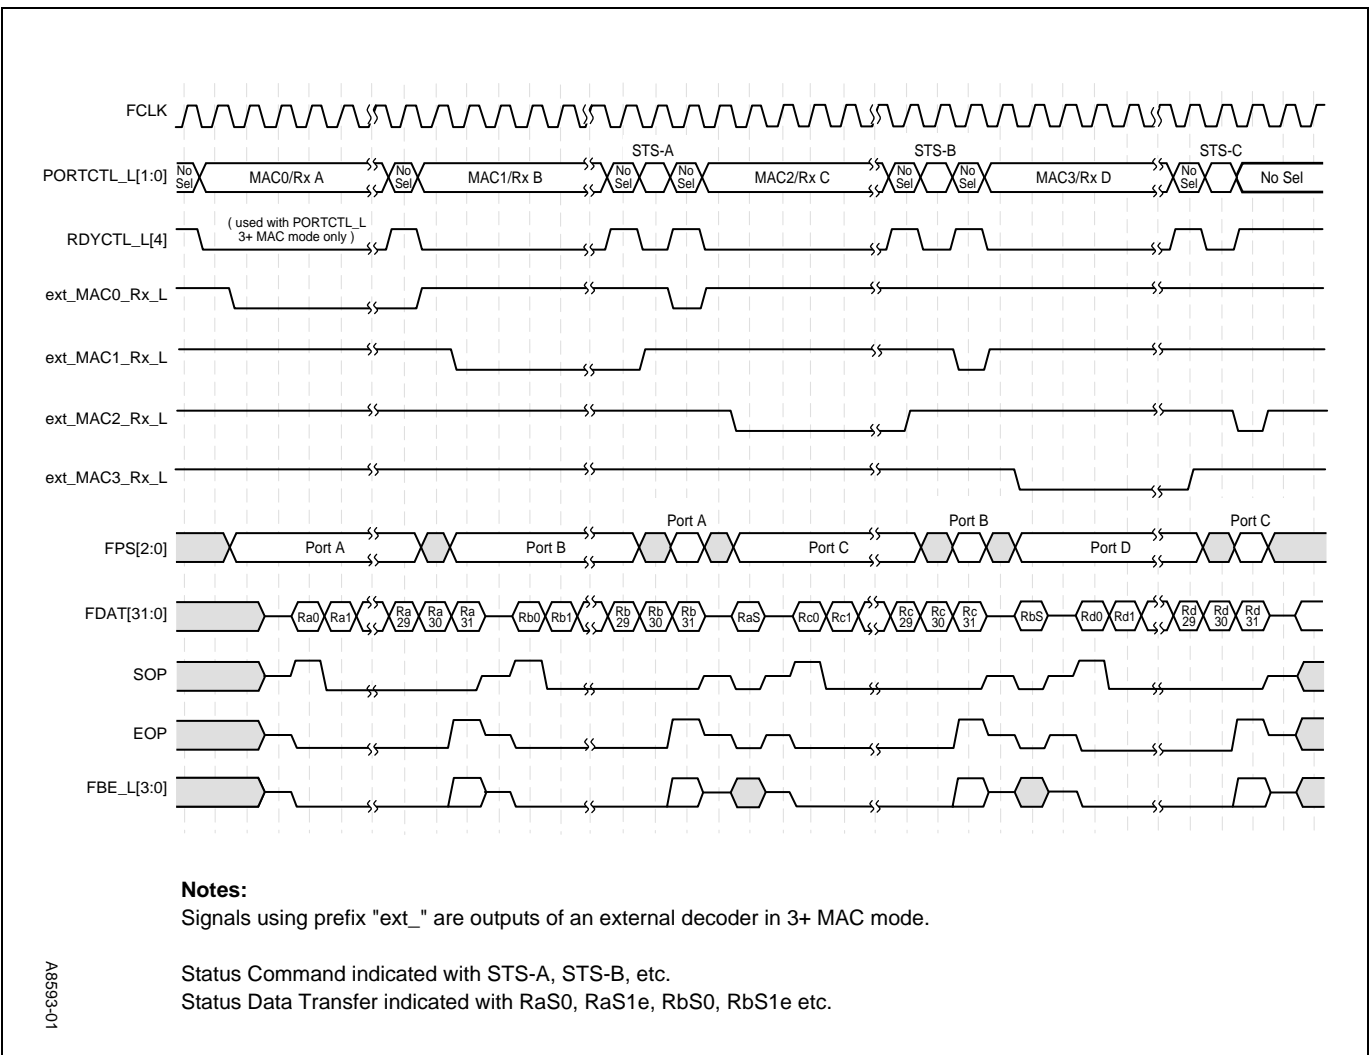 FCLK
STS-A STS-B STS-C
PORTCTL_L[1:0] No Sel MAC0/Rx A No Sel MAC1/Rx B No Sel No Sel MAC2/Rx C No Sel No Sel MAC3/Rx D No Sel No Sel
RDYCTL_L[4] ( used with PORTCTL_L
3+ MAC mode only )
ext_MAC0_Rx_L
ext_MAC1_Rx_L
ext_MAC2_Rx_L
ext_MAC3_Rx_L
Port A Port B Port C
FPS[2:0] Port A Port B Port C Port D
FDAT[31:0] Ra0 Ra1 Ra 29 Ra 30 Ra 31 Rb0 Rb1 Rb 29 Rb 30 Rb 31 RaS Rc0 Rc1 Rc 29 Rc 30 Rc 31 RbS Rd0 Rd1 Rd 29 Rd 30 Rd 31
SOP
EOP
FBE_L[3:0]
Notes:
Signals using prefix "ext_" are outputs of an external decoder in 3+ MAC mode.
Status Command indicated with STS-A, STS-B, etc.
Status Data Transfer indicated with RaS0, RaS1e, RbS0, RbS1e etc.
A8593-01